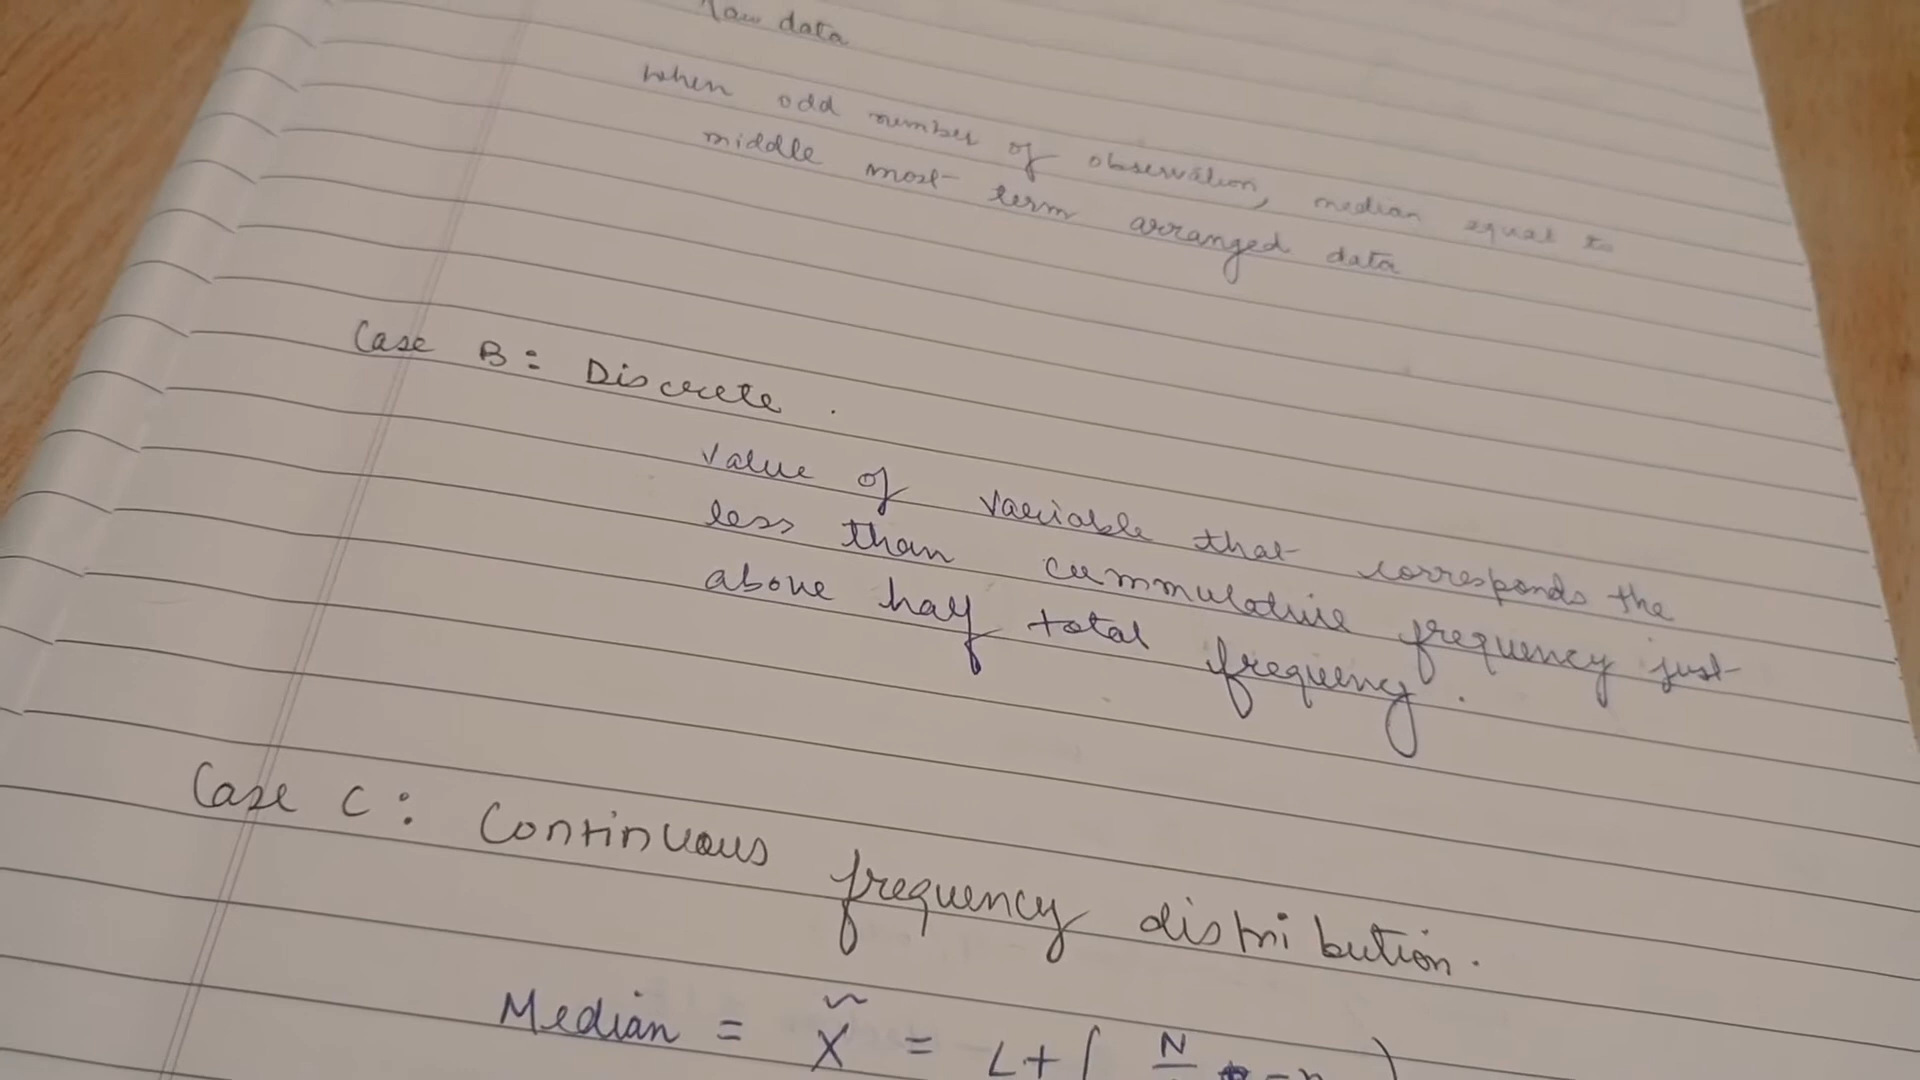 Raw data
when odd number of observation, median equal to
middle most term arranged data
Case B: Discrete.
Value of variable that corresponds the
less than cummulative frequency just
above half total frequency.
Case C: Continuous frequency distribution.
Median = X̃ = L + ( N